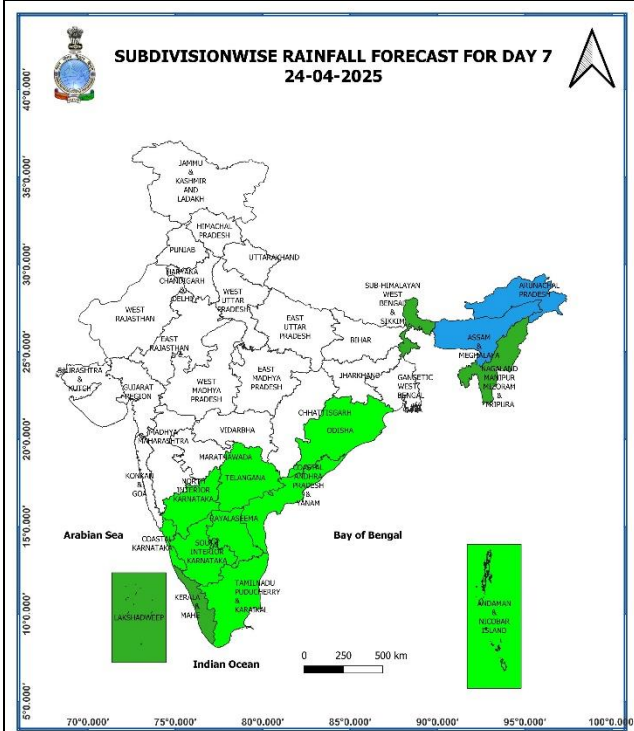 SUBDIVISIONWISE RAINFALL FORECAST FOR DAY 7
24-04-2025
JAMMU
&
KASHMIR
AND
LADAKH
HIMACHAL
PRADESH
PUNJAB
UTTARAKHAND
HARYANA
CHANDIGARH
&
DELHI
WEST
UTTAR
PRADESH
WEST
RAJASTHAN
EAST
RAJASTHAN
EAST
UTTAR
PRADESH
SUB-HIMALAYAN
WEST
BENGAL
&
SIKKIM
ARUNACHAL
PRADESH
ASSAM
&
MEGHALAYA
NAGALAND
MANIPUR
MIZORAM
&
TRIPURA
BIHAR
JHARKHAND
GANGETIC
WEST
BENGAL
SAURASHTRA
&
KUTCH
GUJARAT
REGION
WEST
MADHYA
PRADESH
EAST
MADHYA
PRADESH
CHHATTISGARH
ODISHA
MADHYA
MAHARASHTRA
VIDARBHA
MARATHWADA
KONKAN
&
GOA
NORTH
INTERIOR
KARNATAKA
TELANGANA
COASTAL
ANDHRA
PRADESH
&
YANAM
RAYALASEEMA
Arabian Sea
Bay of Bengal
COASTAL
KARNATAKA
SOUTH
INTERIOR
KARNATAKA
TAMILNADU
PUDUCHERRY
&
KARAIKAL
KERALA
&
MAHE
LAKSHADWEEP
ANDAMAN
&
NICOBAR
ISLAND
Indian Ocean
0 250 500 km
40°0.000'
35°0.000'
30°0.000'
25°0.000'
20°0.000'
15°0.000'
10°0.000'
5°0.000'
70°0.000' 75°0.000' 80°0.000' 85°0.000' 90°0.000' 95°0.000' 100°0.000'